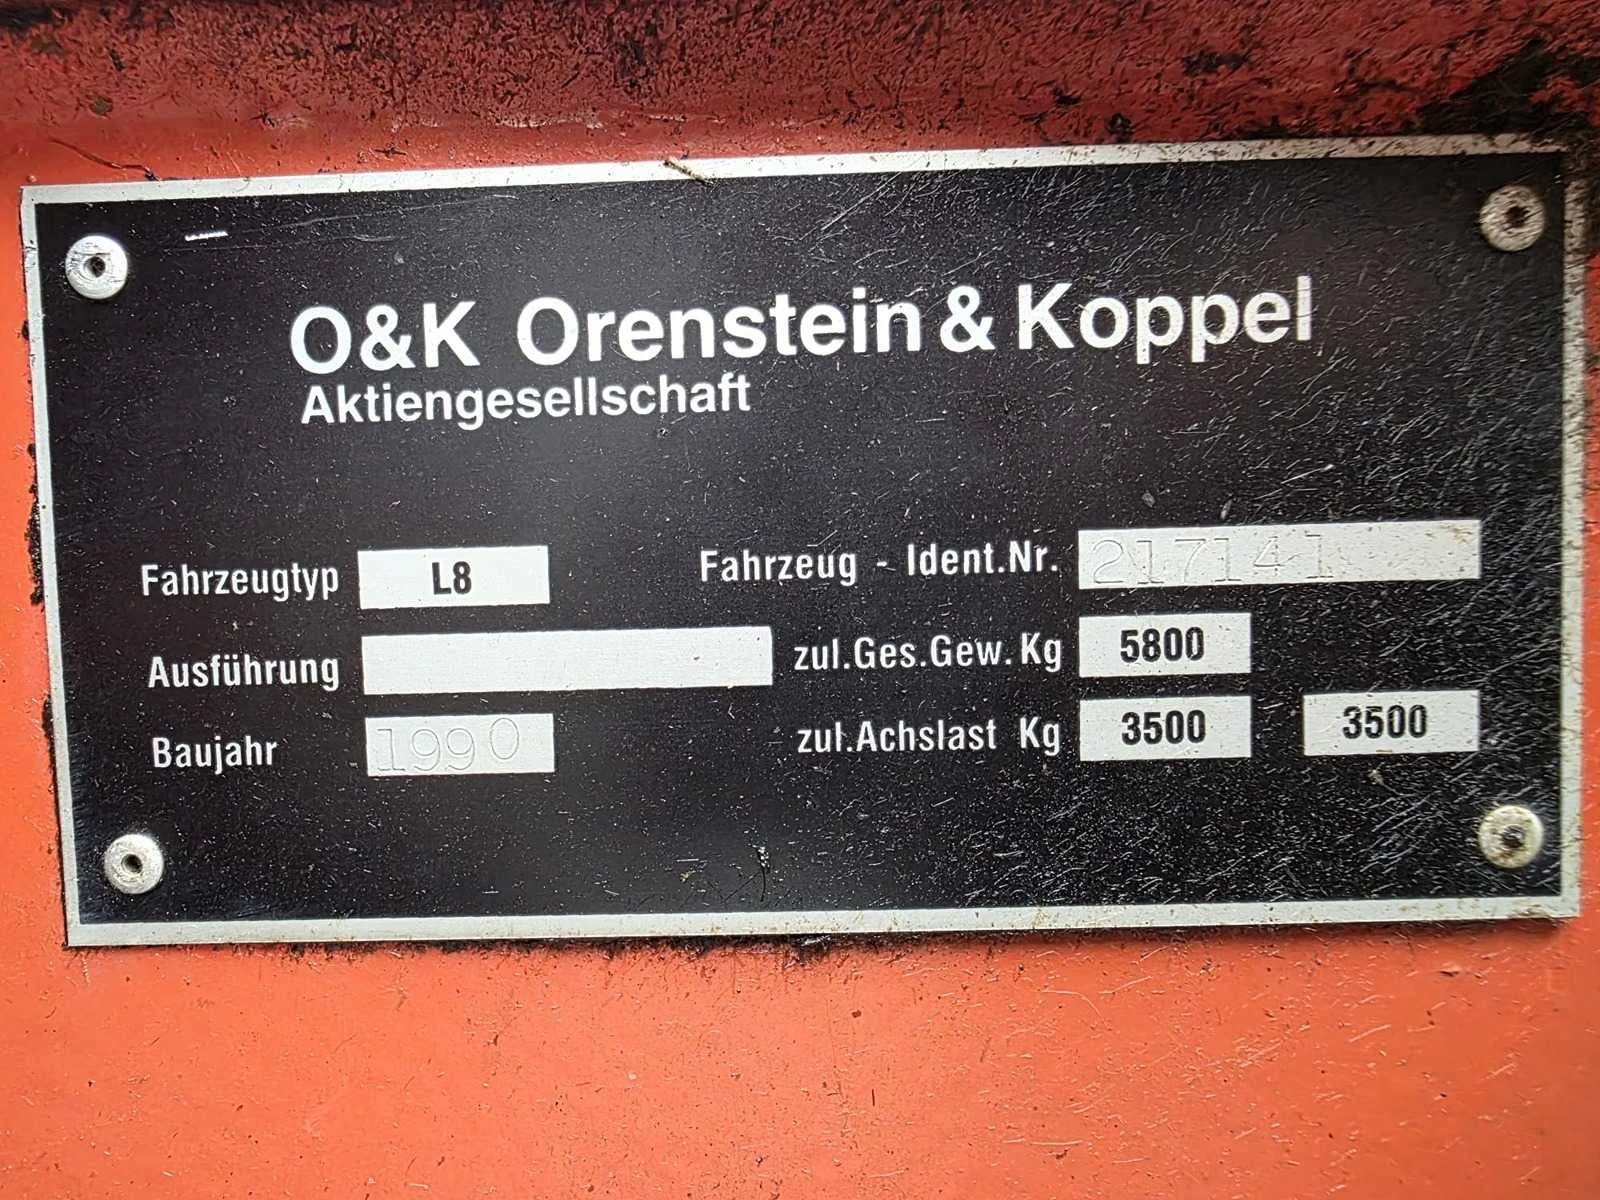 O&K Orenstein & Koppel
Aktiengesellschaft
Fahrzeugtyp L8
Fahrzeug - Ident.Nr. 217141
Ausführung
zul.Ges.Gew. Kg 5800
Baujahr 1990
zul.Achslast Kg 3500 3500